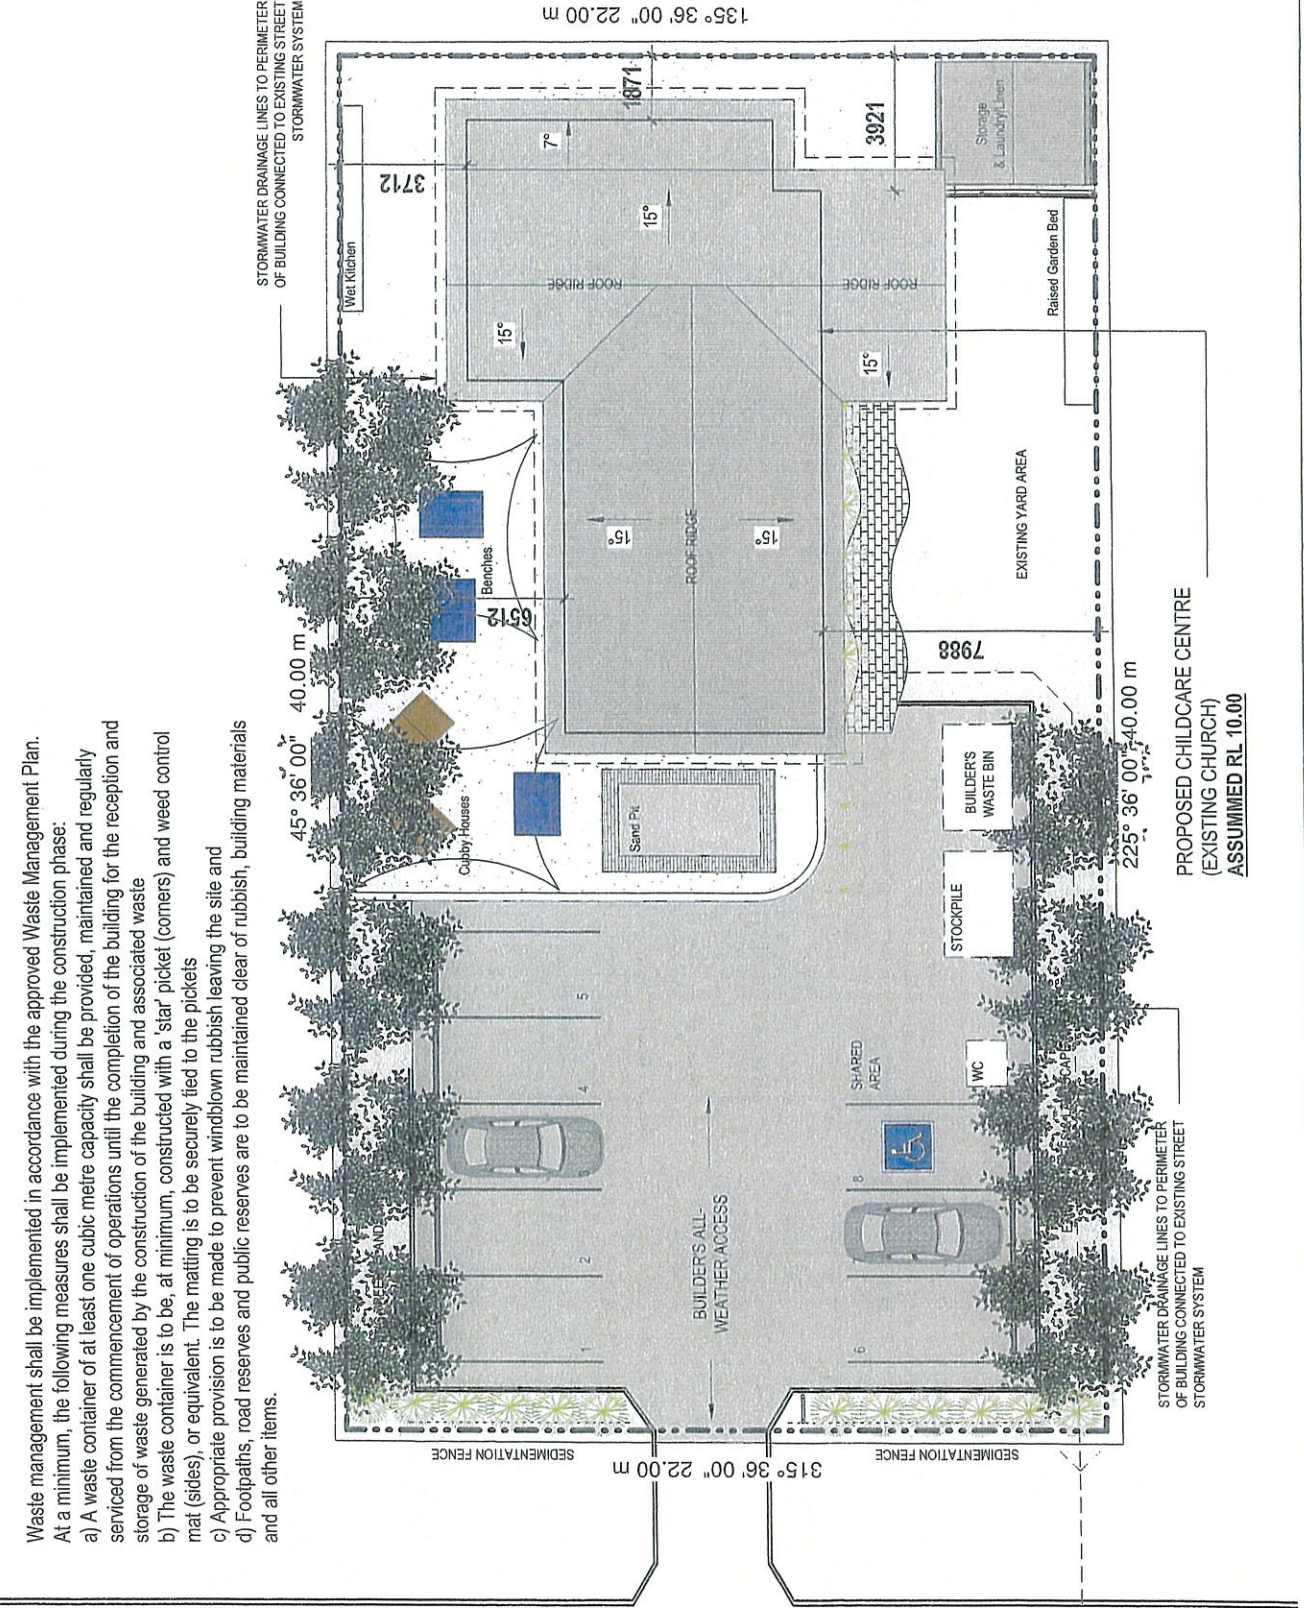 Waste management shall be implemented in accordance with the approved Waste Management Plan.
At a minimum, the following measures shall be implemented during the construction phase:
a) A waste container of at least one cubic metre capacity shall be provided, maintained and regularly
serviced from the commencement of operations until the completion of the building for the reception and
storage of waste generated by the construction of the building and associated waste
b) The waste container is to be, at minimum, constructed with a 'star' picket (corners) and weed control
mat (sides), or equivalent. The matting is to be securely tied to the pickets
c) Appropriate provision is to be made to prevent windblown rubbish leaving the site and
d) Footpaths, road reserves and public reserves are to be maintained clear of rubbish, building materials
and all other items.
STORMWATER DRAINAGE LINES TO PERIMETER
OF BUILDING CONNECTED TO EXISTING STREET
STORMWATER SYSTEM
45° 36' 00" 40.00 m
135° 36' 00" 22.00 m
Wet Kitchen
3712
7°
1871
3921
Storage
& Laundry/Linen
15°
15°
ROOF RIDGE
ROOF RIDGE
15°
Raised Garden Bed
Benches
6512
15°
ROOF RIDGE
15°
EXISTING YARD AREA
7988
Cubby Houses
Sand Pit
BUILDER'S
WASTE BIN
STOCKPILE
5
4
3
2
1
SHARED
AREA
WC
8
6
BUILDER'S ALL-
WEATHER ACCESS
SEDIMENTATION FENCE
SEDIMENTATION FENCE
315° 36' 00" 22.00 m
225° 36' 00" 40.00 m
PROPOSED CHILDCARE CENTRE
(EXISTING CHURCH)
ASSUMMED RL 10.00
STORMWATER DRAINAGE LINES TO PERIMETER
OF BUILDING CONNECTED TO EXISTING STREET
STORMWATER SYSTEM